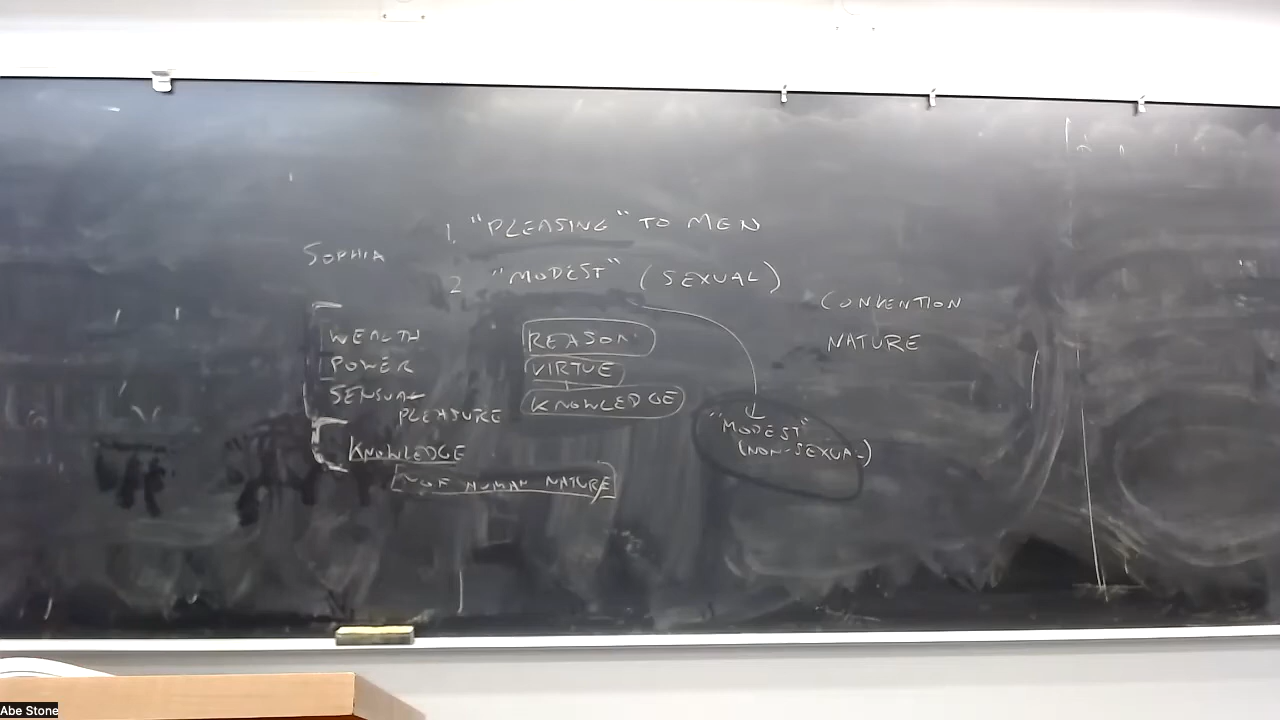 1. "PLEASING" TO MEN
SOPHIA
2 "MODEST" (SEXUAL)
CONVENTION
NATURE
WEALTH
POWER
SENSUAL
PLEASURE
KNOWLEDGE
OF HUMAN NATURE
REASON
VIRTUE
KNOWLEDGE
"MODEST"
(NON-SEXUAL)
Abe Stone